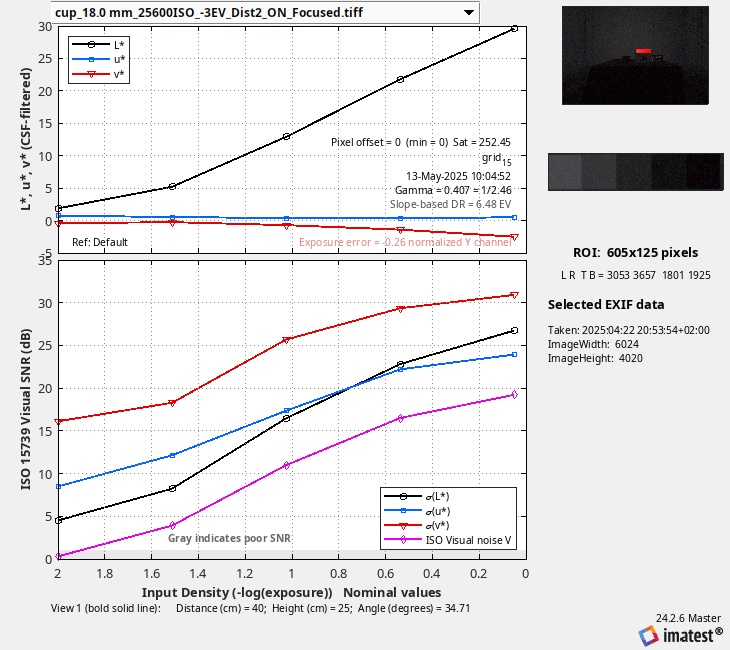 cup_18.0 mm_25600ISO_-3EV_Dist2_ON_Focused.tiff
L*, u*, v* (CSF-filtered)
30
25
20
15
10
5
0
-5
L*
u*
v*
Pixel offset = 0 (min = 0) Sat = 252.45
grid15
13-May-2025 10:04:52
Gamma = 0.407 = 1/2.46
Slope-based DR = 6.48 EV
Ref: Default
Exposure error = -0.26 normalized Y channel
ISO 15739 Visual SNR (dB)
35
30
25
20
15
10
5
0
σ(L*)
σ(u*)
σ(v*)
ISO Visual noise V
Gray indicates poor SNR
2 1.8 1.6 1.4 1.2 1 0.8 0.6 0.4 0.2 0
Input Density (-log(exposure)) Nominal values
View 1 (bold solid line): Distance (cm) = 40; Height (cm) = 25; Angle (degrees) = 34.71
ROI: 605x125 pixels
L R T B = 3053 3657 1801 1925
Selected EXIF data
Taken: 2025:04:22 20:53:54+02:00
ImageWidth: 6024
ImageHeight: 4020
24.2.6 Master
imatest®